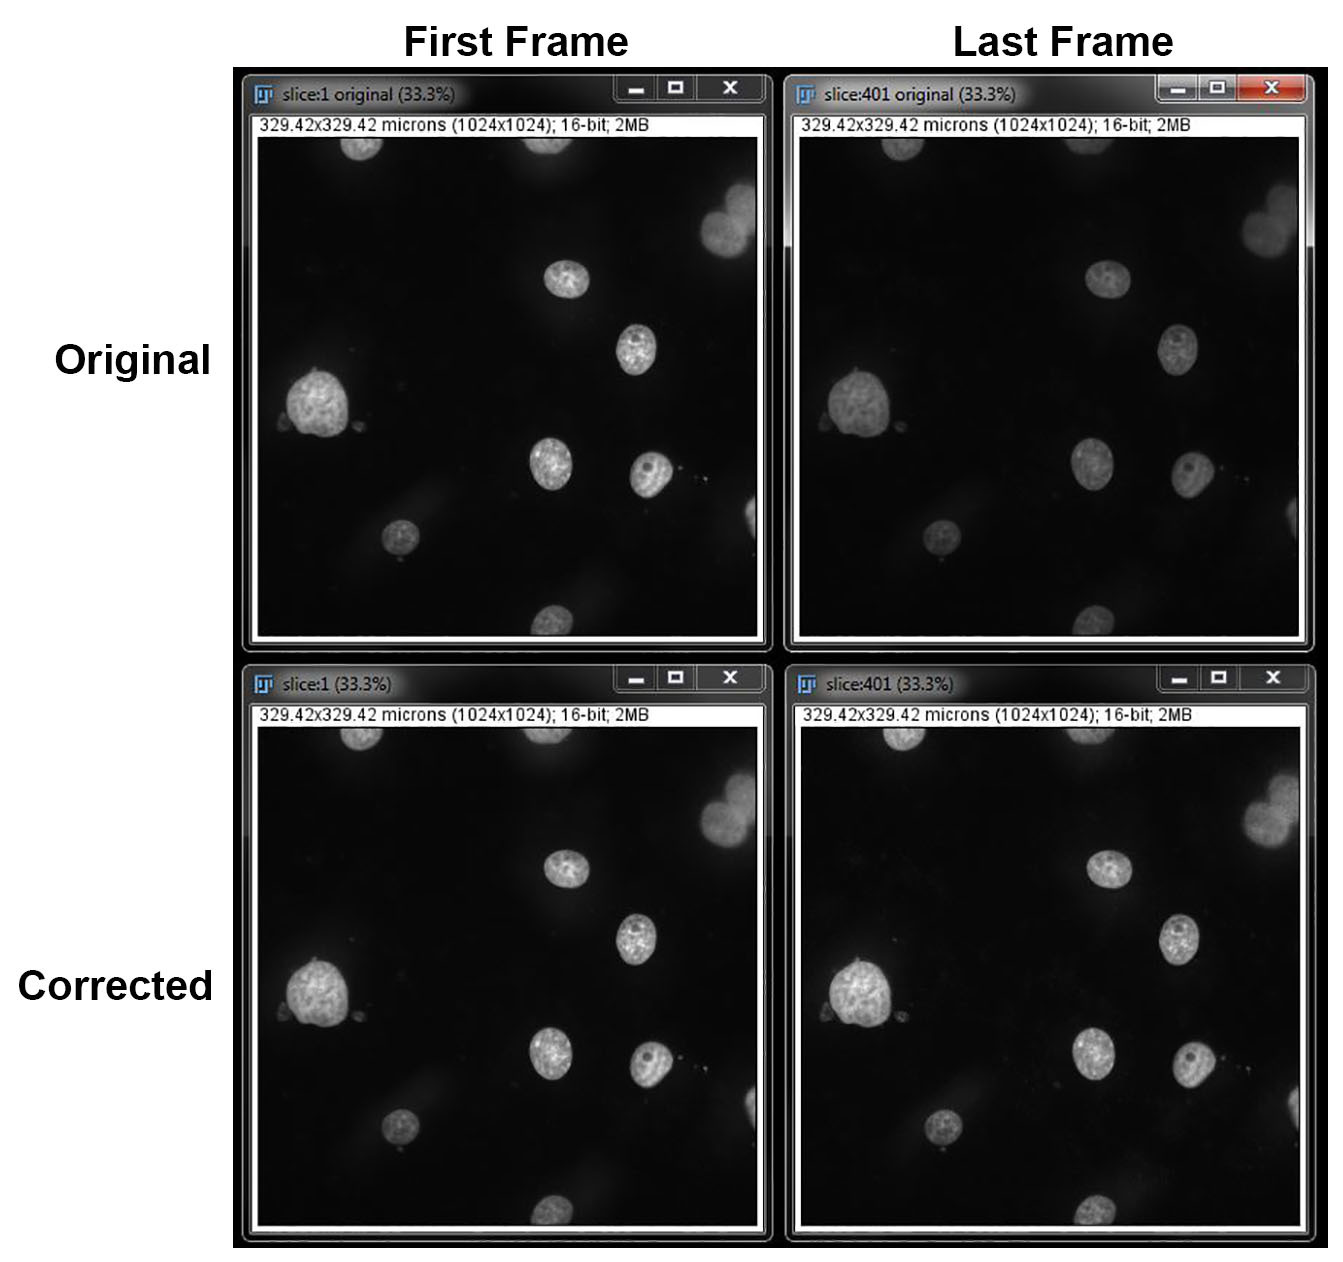 First Frame
Last Frame
slice:1 original (33.3%)
slice:401 original (33.3%)
329.42x329.42 microns (1024x1024); 16-bit; 2MB
329.42x329.42 microns (1024x1024); 16-bit; 2MB
Original
slice:1 (33.3%)
slice:401 (33.3%)
329.42x329.42 microns (1024x1024); 16-bit; 2MB
329.42x329.42 microns (1024x1024); 16-bit; 2MB
Corrected